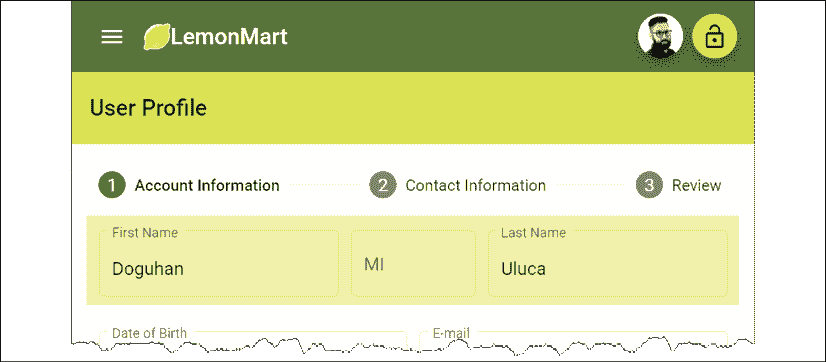 LemonMart
User Profile
1 Account Information 2 Contact Information 3 Review
First Name Last Name
Doguhan MI Uluca
Date of Birth E-mail